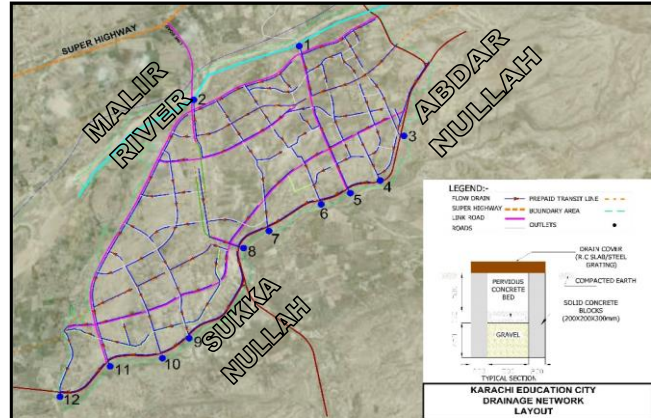 SUPER HIGHWAY
MALIR
RIVER
ABDAR
NULLAH
SUKKA
NULLAH
1
2
3
4
5
6
7
8
9
10
11
12
LEGEND:-
FLOW DRAIN
PREPAID TRANSIT LINE
SUPER HIGHWAY
BOUNDARY AREA
LINK ROAD
OUTLETS
ROADS
DRAIN COVER
(R.C SLAB/STEEL
GRATING)
COMPACTED EARTH
PERVIOUS
CONCRETE
BED
SOLID CONCRETE
BLOCKS
(200X200X300mm)
GRAVEL
TYPICAL SECTION
KARACHI EDUCATION CITY
DRAINAGE NETWORK
LAYOUT